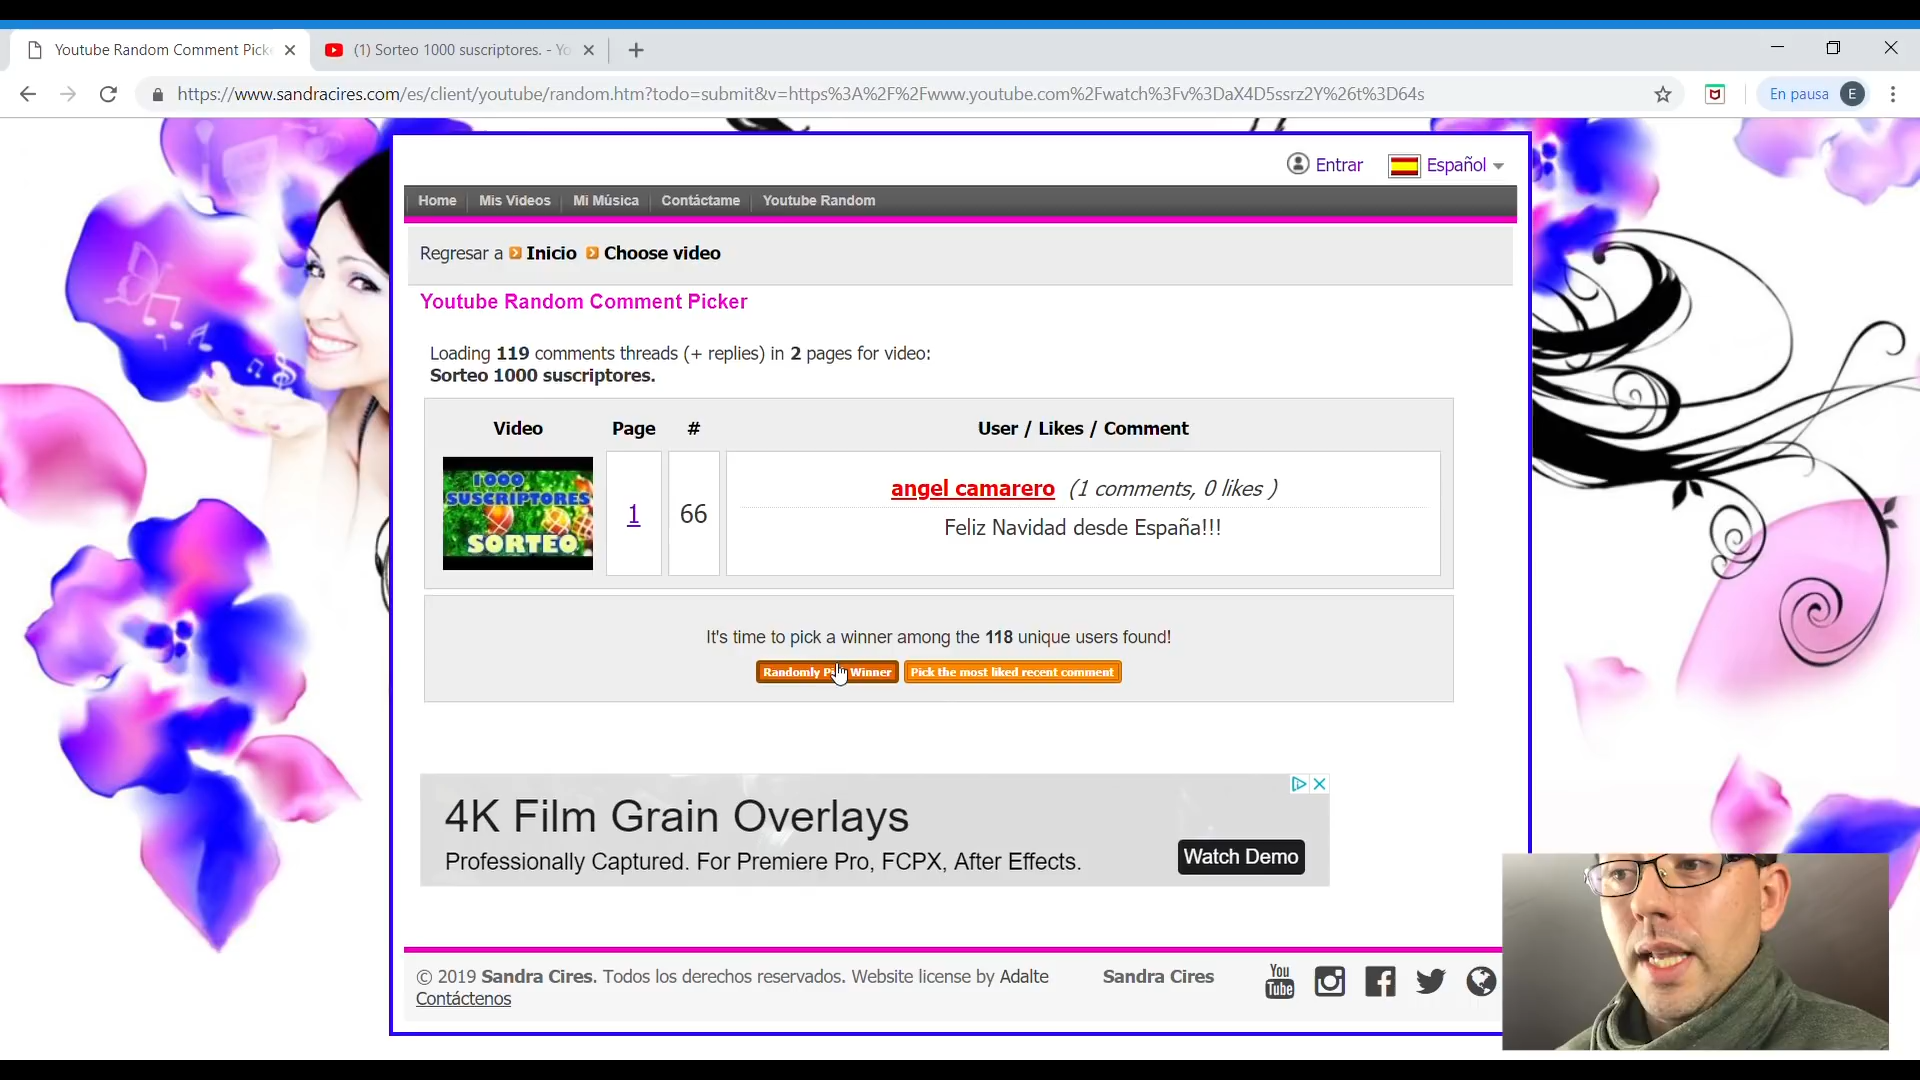 Youtube Random Comment Pick
(1) Sorteo 1000 suscriptores. - Yo
https://www.sandracires.com/es/client/youtube/random.htm?todo=submit&v=https%3A%2F%2Fwww.youtube.com%2Fwatch%3Fv%3DaX4D5ssrz2Y%26t%3D64s
En pausa E
Entrar Español
Home Mis Videos Mi Música Contáctame Youtube Random
Regresar a Inicio Choose video
Youtube Random Comment Picker
Loading 119 comments threads (+ replies) in 2 pages for video:
Sorteo 1000 suscriptores.
Video Page # User / Likes / Comment
1000
SUSCRIPTORES
SORTEO
1 66
angel camarero (1 comments, 0 likes )
Feliz Navidad desde España!!!
It's time to pick a winner among the 118 unique users found!
Randomly Winner Pick the most liked recent comment
4K Film Grain Overlays
Professionally Captured. For Premiere Pro, FCPX, After Effects.
Watch Demo
© 2019 Sandra Cires. Todos los derechos reservados. Website license by Adalte
Contáctenos
Sandra Cires
You
Tube